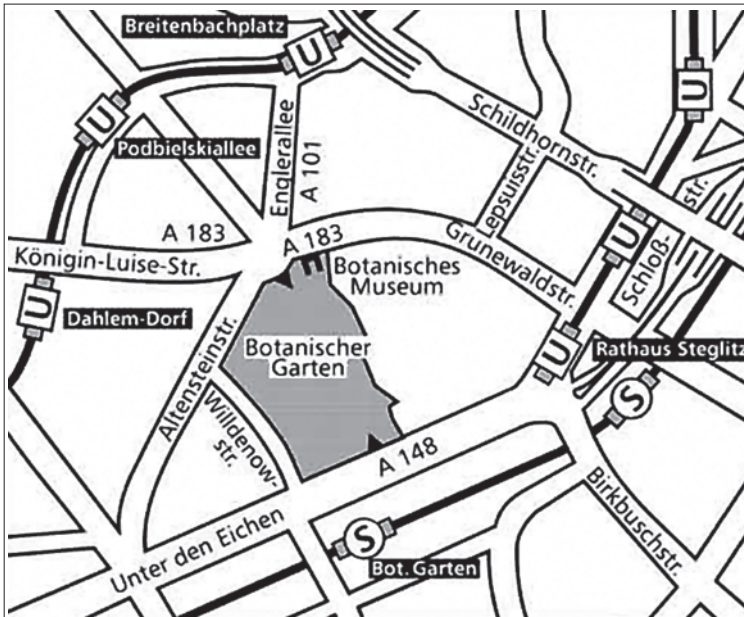 Breitenbachplatz
U
U
U
Podbielskiallee
Englerallee
A 101
Schildhornstr.
epsuisstr.
A 183
A 183
Königin-Luise-Str.
Grunewaldstr.
U
Schloß-
str.
Botanisches
Museum
U
Dahlem-Dorf
Botanischer
Garten
Altensteinstr.
Willdenow-
str.
U
Rathaus Steglitz
S
A 148
Unter den Eichen
S
Bot. Garten
Birkbuschstr.